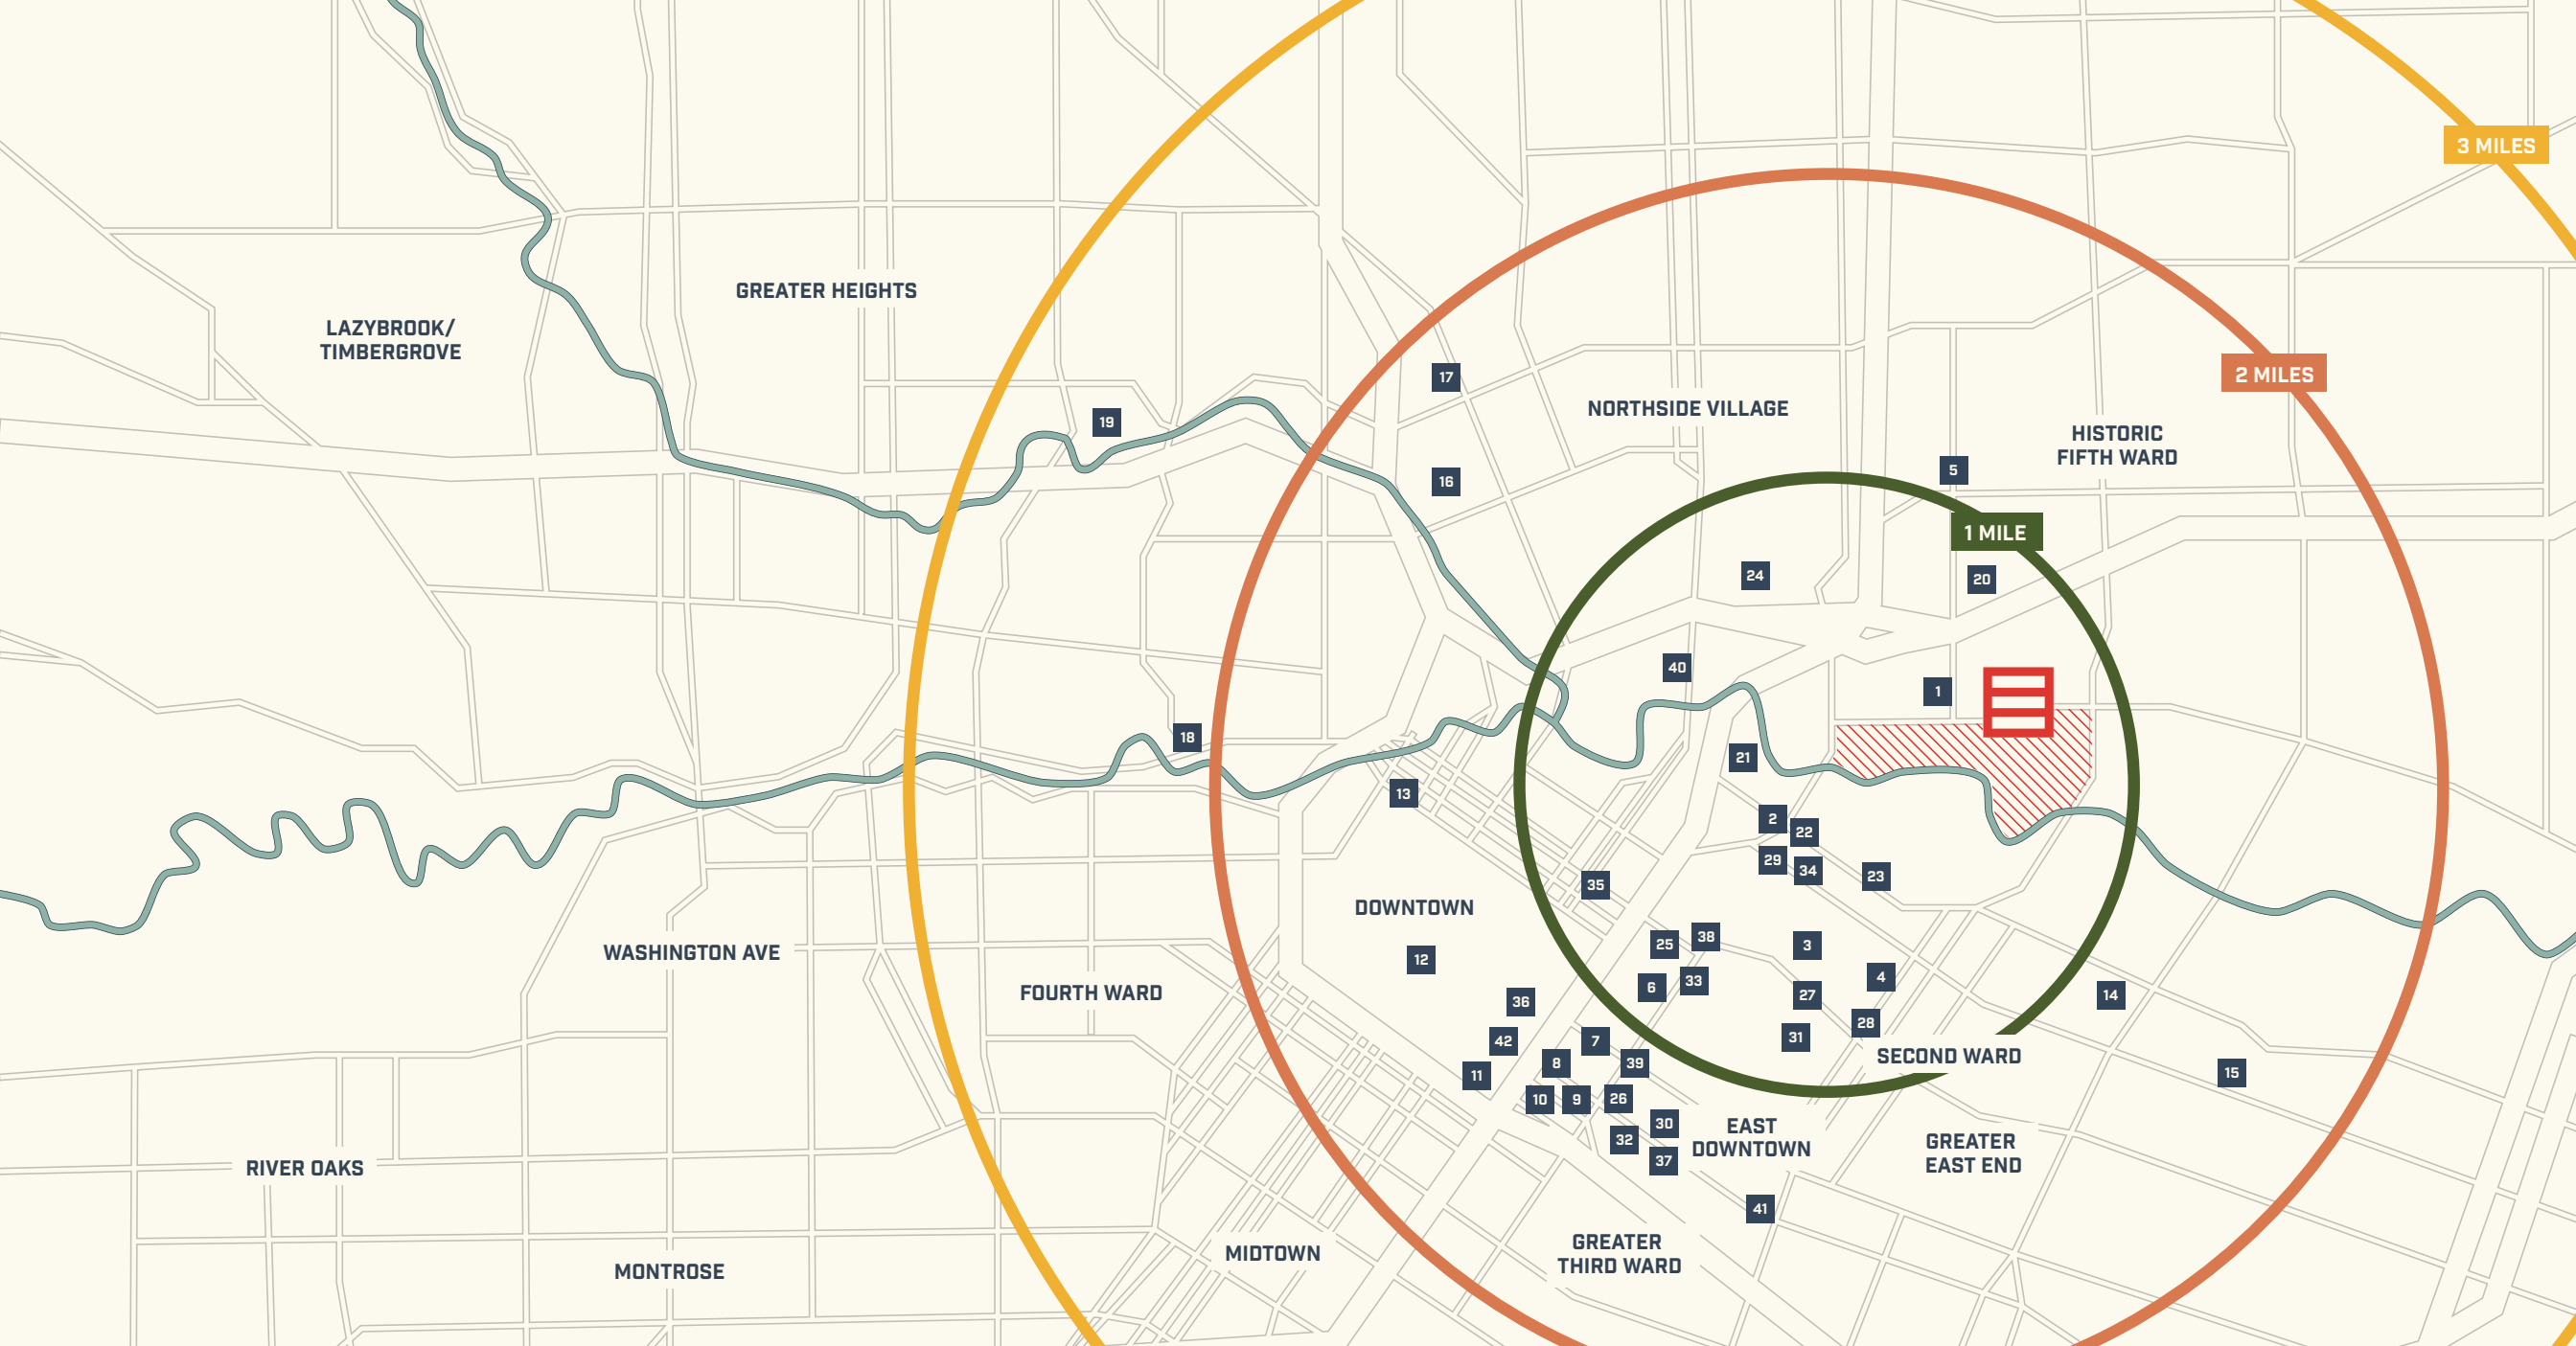 3 MILES
GREATER HEIGHTS
LAZYBROOK/
TIMBERGROVE
2 MILES
17
NORTHSIDE VILLAGE
19
HISTORIC
FIFTH WARD
5
16
1 MILE
24
20
40
1
18
21
13
2
22
29
34
23
35
DOWNTOWN
38
25
3
WASHINGTON AVE
12
4
33
6
FOURTH WARD
27
14
36
28
31
42
7
SECOND WARD
8
39
15
11
10
9
26
30
EAST
DOWNTOWN
32
GREATER
EAST END
37
RIVER OAKS
41
GREATER
THIRD WARD
MIDTOWN
MONTROSE